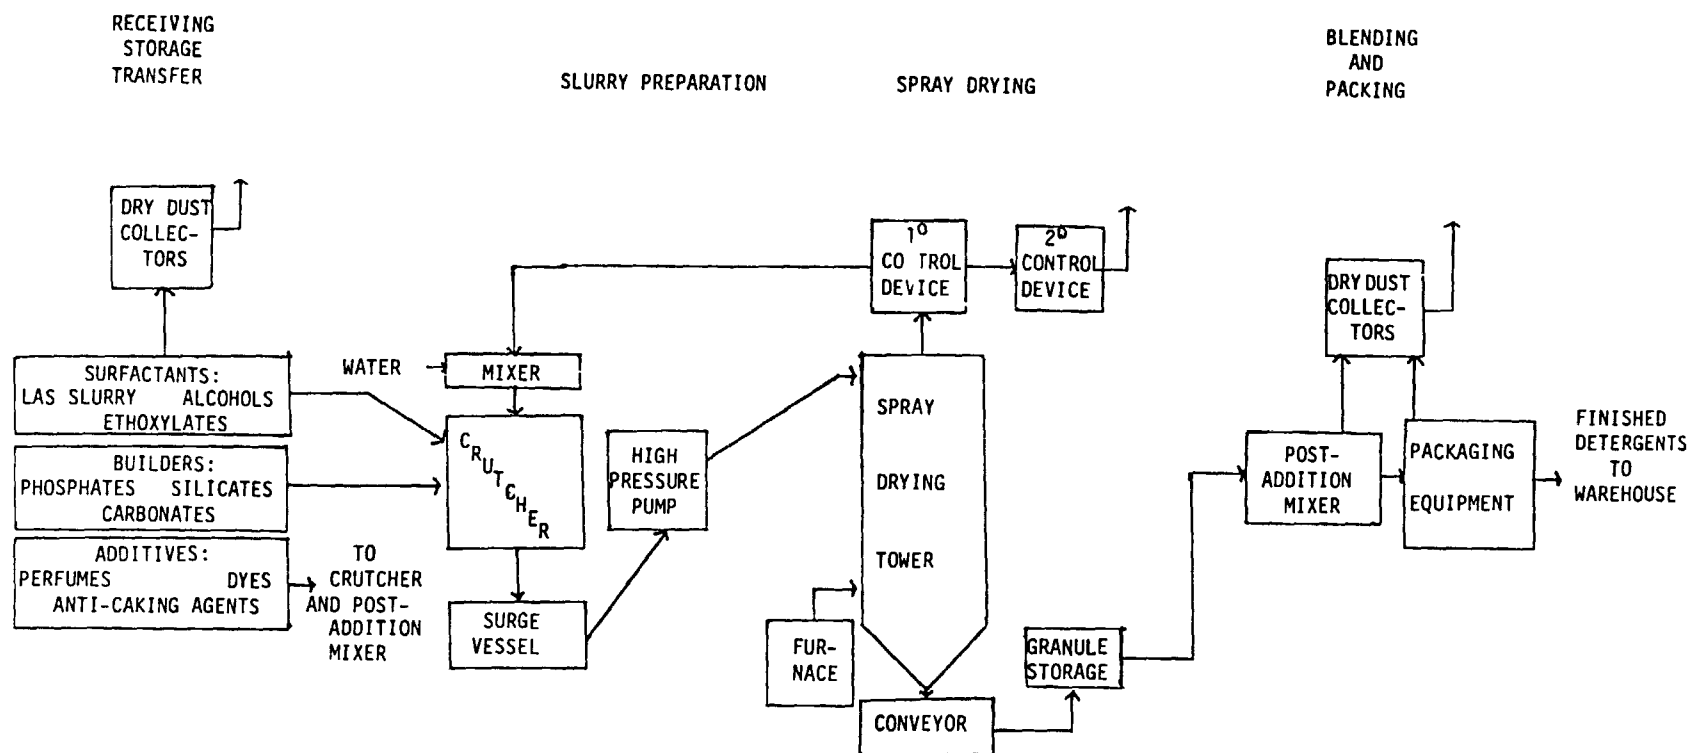 RECEIVING
STORAGE
TRANSFER
SLURRY PREPARATION
SPRAY DRYING
BLENDING
AND
PACKING
DRY DUST
COLLEC-
TORS
SURFACTANTS:
LAS SLURRY ALCOHOLS
ETHOXYLATES
BUILDERS:
PHOSPHATES SILICATES
CARBONATES
ADDITIVES:
PERFUMES DYES
ANTI-CAKING AGENTS
TO
CRUTCHER
AND POST-
ADDITION
MIXER
WATER
MIXER
CRUTCHER
SURGE
VESSEL
HIGH
PRESSURE
PUMP
1º
CO TROL
DEVICE
2º
CONTROL
DEVICE
SPRAY
DRYING
TOWER
FUR-
NACE
CONVEYOR
GRANULE
STORAGE
DRY DUST
COLLEC-
TORS
POST-
ADDITION
MIXER
PACKAGING
EQUIPMENT
FINISHED
DETERGENTS
TO
WAREHOUSE